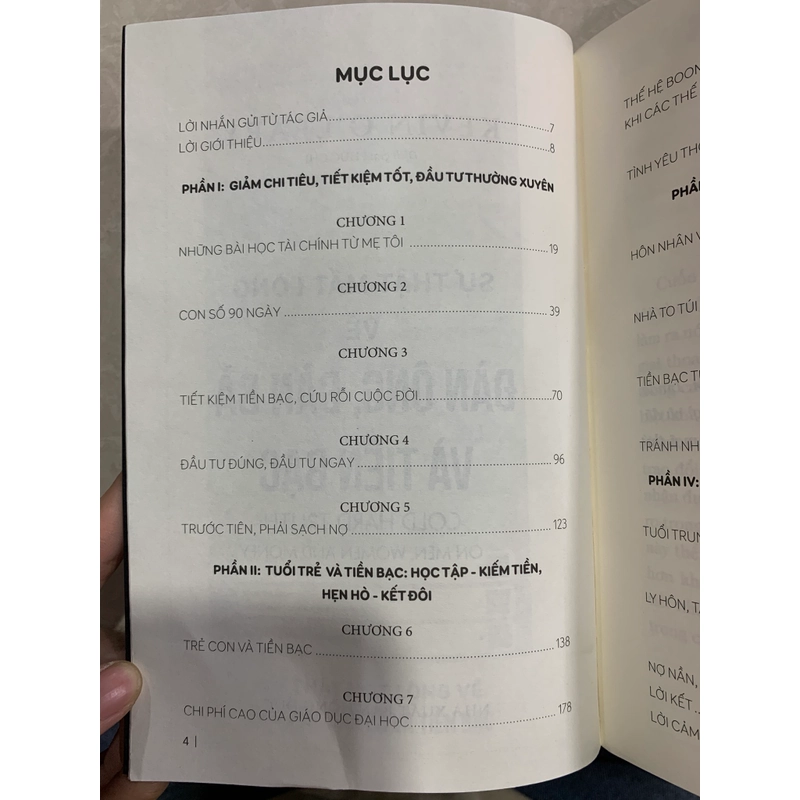 MỤC LỤC
LỜI NHẮN GỬI TỪ TÁC GIẢ.....7
LỜI GIỚI THIỆU.....8
PHẦN I: GIẢM CHI TIÊU, TIẾT KIỆM TỐT, ĐẦU TƯ THƯỜNG XUYÊN
CHƯƠNG 1
NHỮNG BÀI HỌC TÀI CHÍNH TỪ MẸ TÔI .....19
CHƯƠNG 2
CON SỐ 90 NGÀY .....39
CHƯƠNG 3
TIẾT KIỆM TIỀN BẠC, CỨU RỖI CUỘC ĐỜI.....70
CHƯƠNG 4
ĐẦU TƯ ĐÚNG, ĐẦU TƯ NGAY .....96
CHƯƠNG 5
TRƯỚC TIÊN, PHẢI SẠCH NỢ .....123
PHẦN II: TUỔI TRẺ VÀ TIỀN BẠC: HỌC TẬP - KIẾM TIỀN,
HẸN HÒ - KẾT ĐÔI
CHƯƠNG 6
TRẺ CON VÀ TIỀN BẠC .....138
CHƯƠNG 7
CHI PHÍ CAO CỦA GIÁO DỤC ĐẠI HỌC.....178
4 |
THẾ HỆ
KHI CÁC THẾ
TÌNH YÊU
HÔN NHÂN
NHÀ TO TÚI
TIỀN BẠC
TRÁNH
PHẦN IV:
TUỔI
LY HÔN,
NỢ NẦN,
LỜI KẾT ..
LỜI